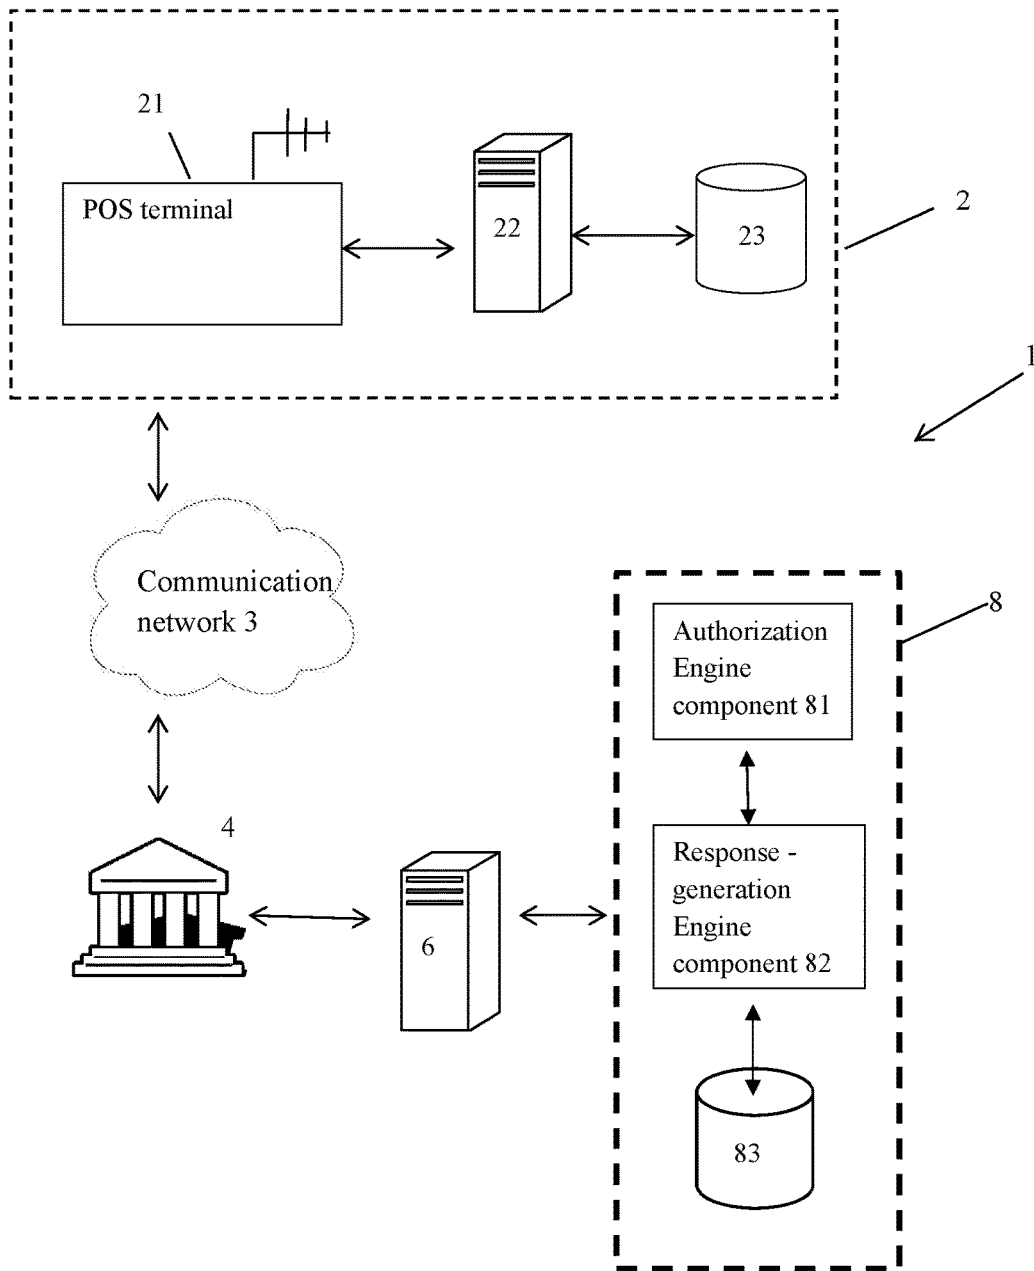 21
POS terminal
22
23
2
1
Communication
network 3
8
Authorization
Engine
component 81
4
Response -
generation
Engine
component 82
6
83